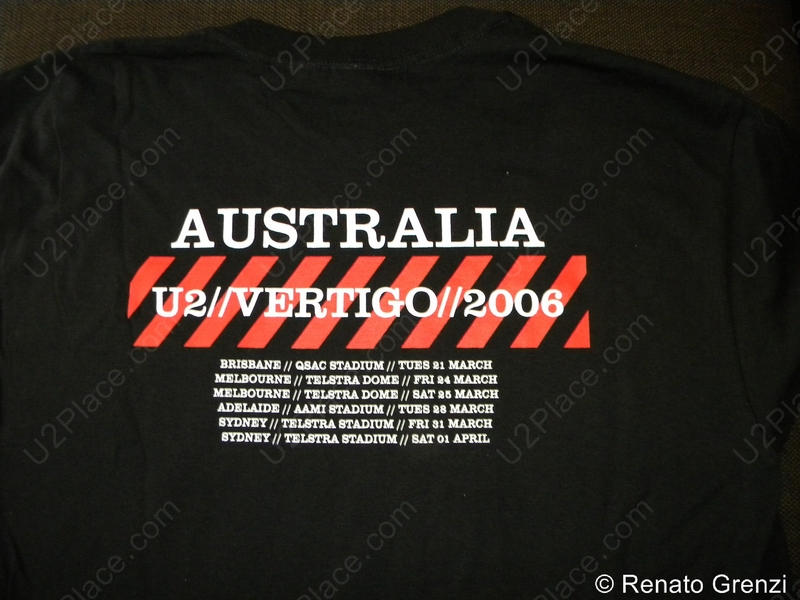 AUSTRALIA
U2//VERTIGO//2006
BRISBANE // QSAC STADIUM // TUES 21 MARCH
MELBOURNE // TELSTRA DOME // FRI 24 MARCH
MELBOURNE // TELSTRA DOME // SAT 25 MARCH
ADELAIDE // AAMI STADIUM // TUES 28 MARCH
SYDNEY // TELSTRA STADIUM // FRI 31 MARCH
SYDNEY // TELSTRA STADIUM // SAT 01 APRIL
U2Place.com
© Renato Grenzi